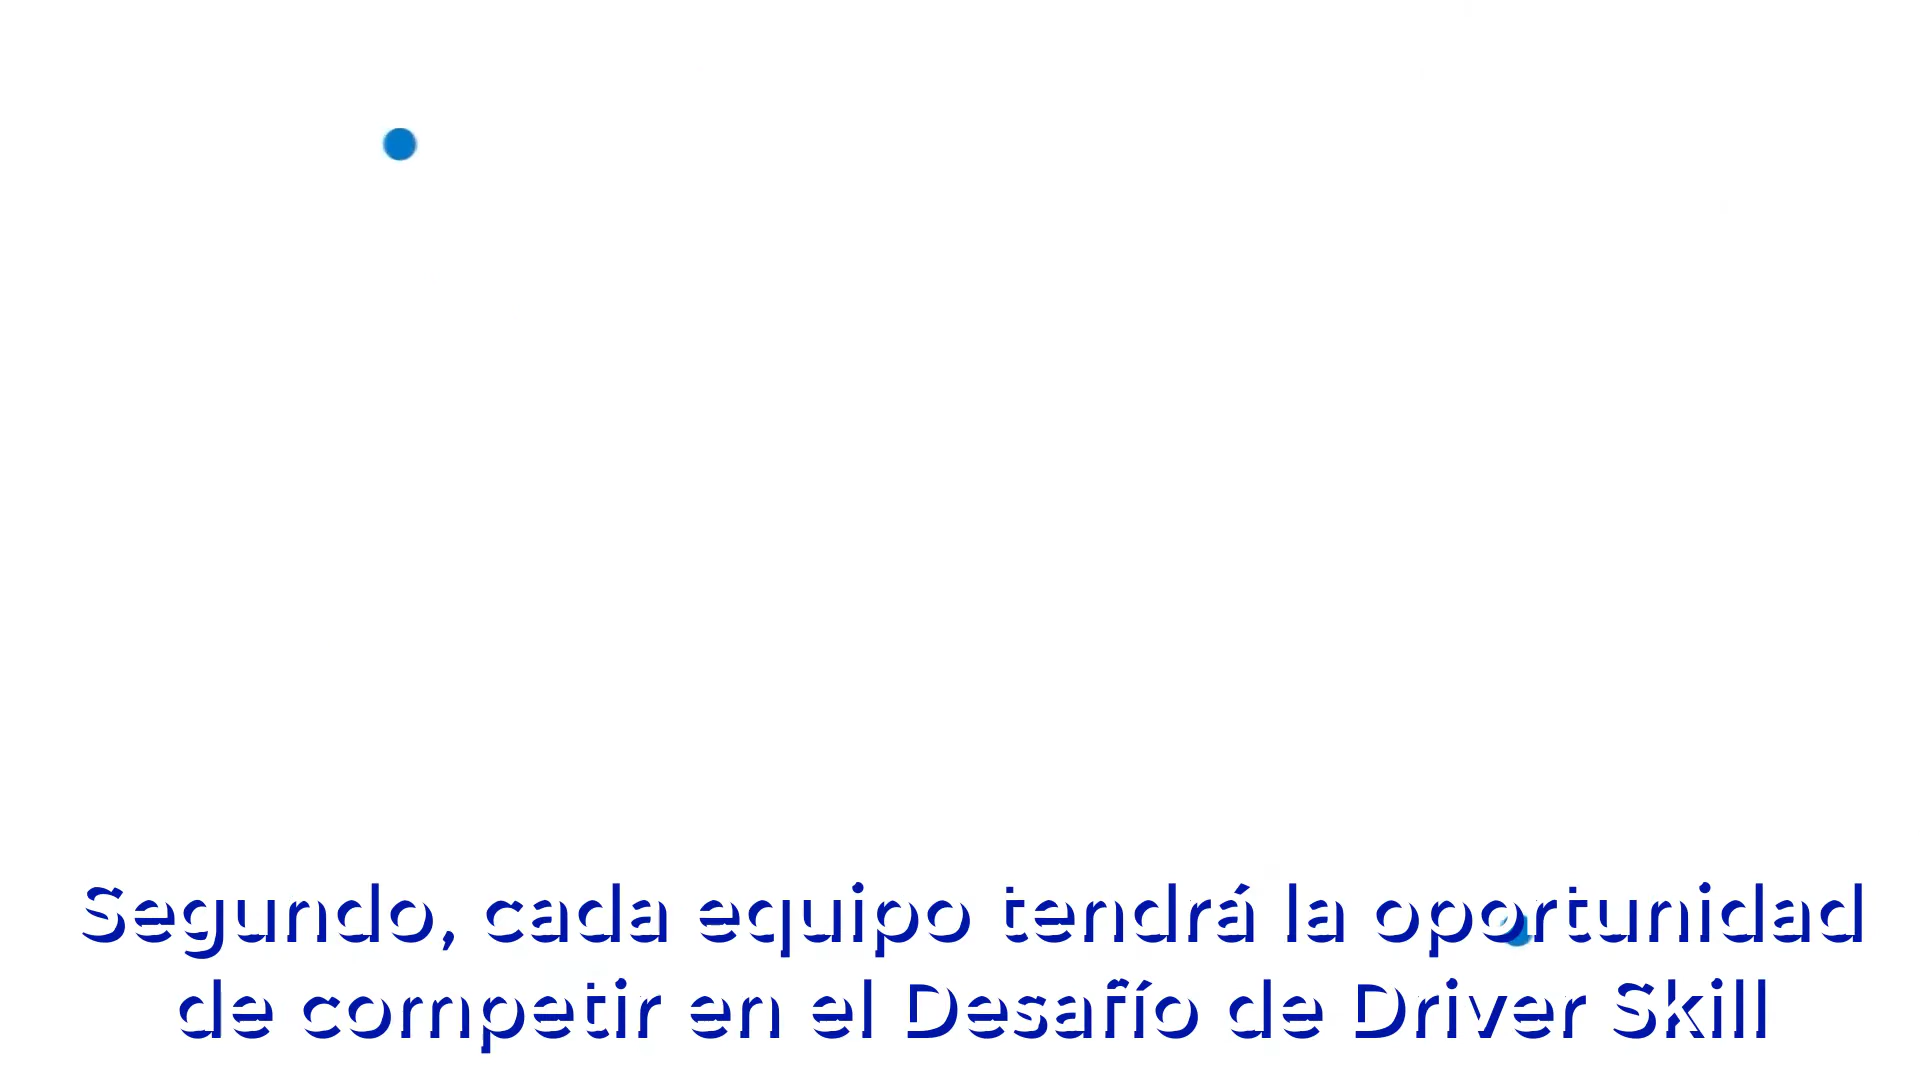 Segundo, cada equipo tendrá la oportunidad
de competir en el Desafío de Driver Skill